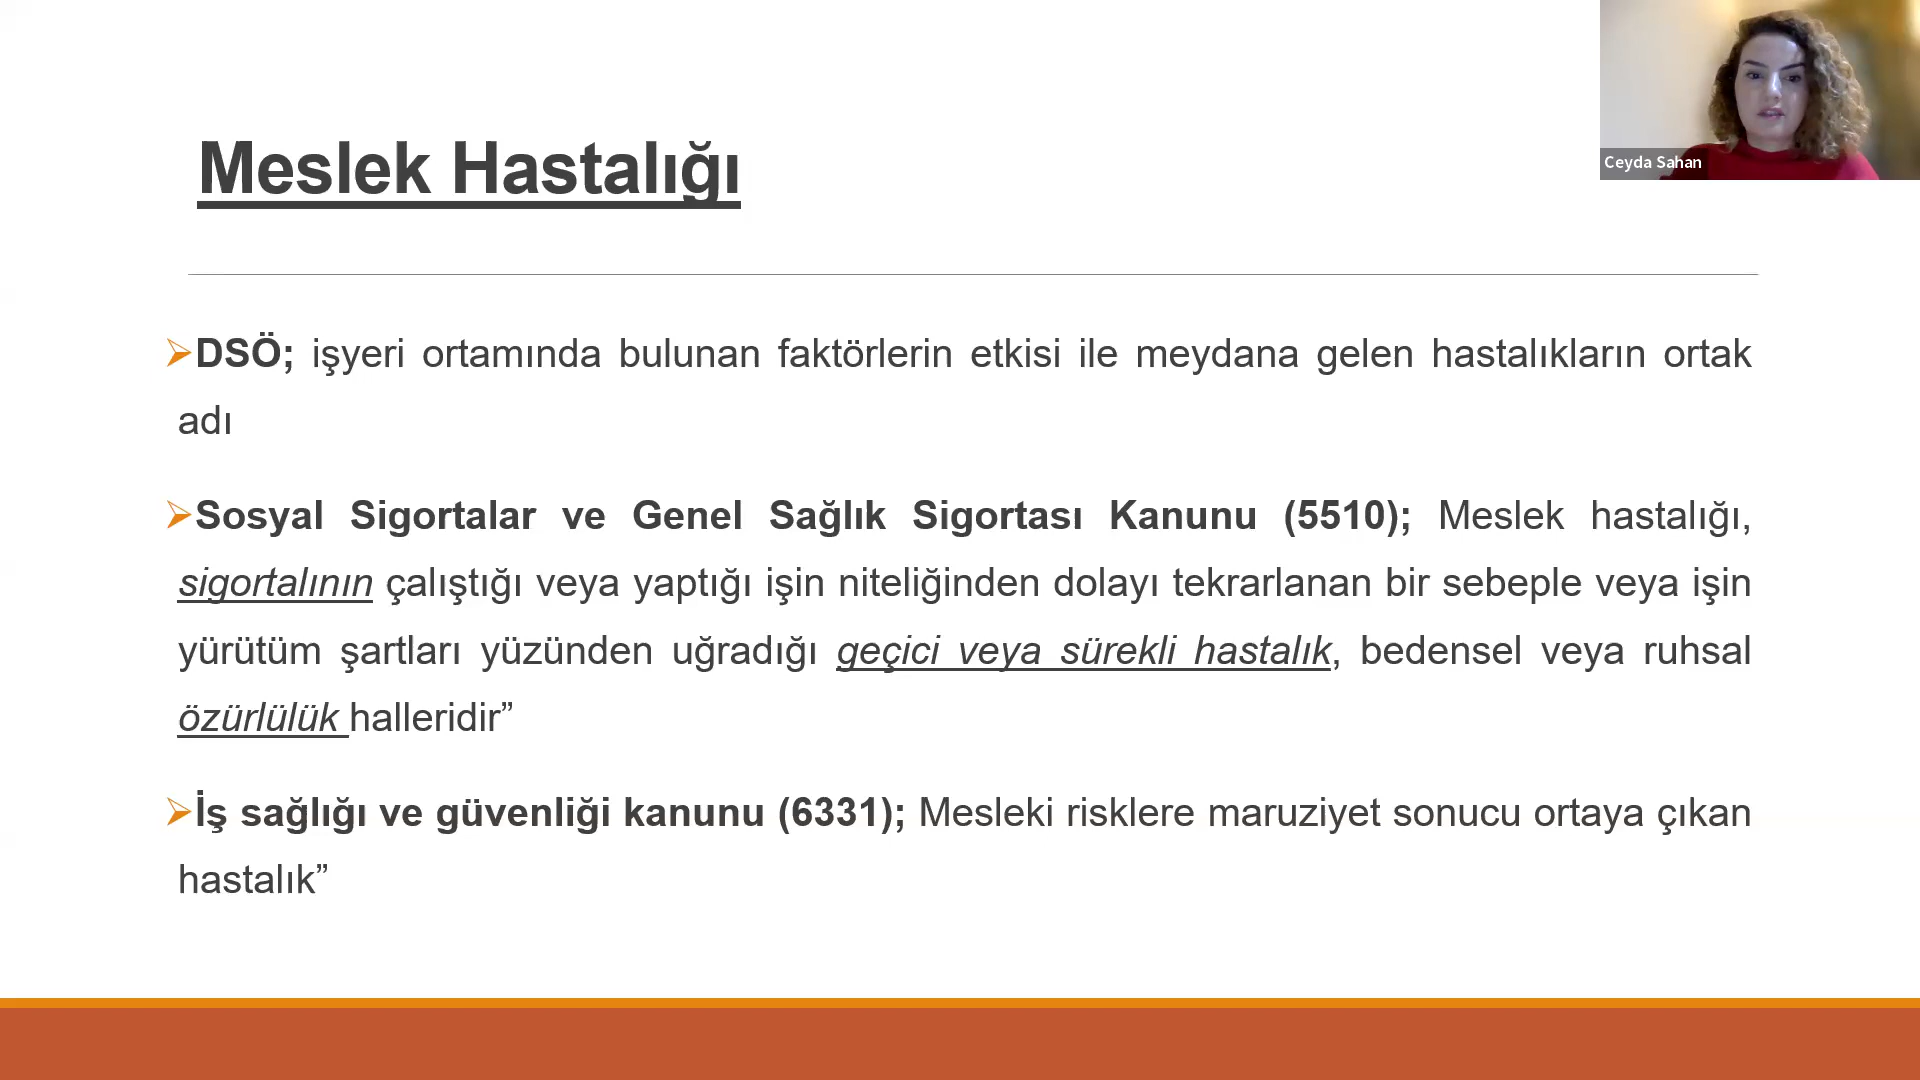 Ceyda Sahan
Meslek Hastalığı
DSÖ; işyeri ortamında bulunan faktörlerin etkisi ile meydana gelen hastalıkların ortak
adı
Sosyal Sigortalar ve Genel Sağlık Sigortası Kanunu (5510); Meslek hastalığı,
sigortalının çalıştığı veya yaptığı işin niteliğinden dolayı tekrarlanan bir sebeple veya işin
yürütüm şartları yüzünden uğradığı geçici veya sürekli hastalık, bedensel veya ruhsal
özürlülük halleridir”
İş sağlığı ve güvenliği kanunu (6331); Mesleki risklere maruziyet sonucu ortaya çıkan
hastalık”